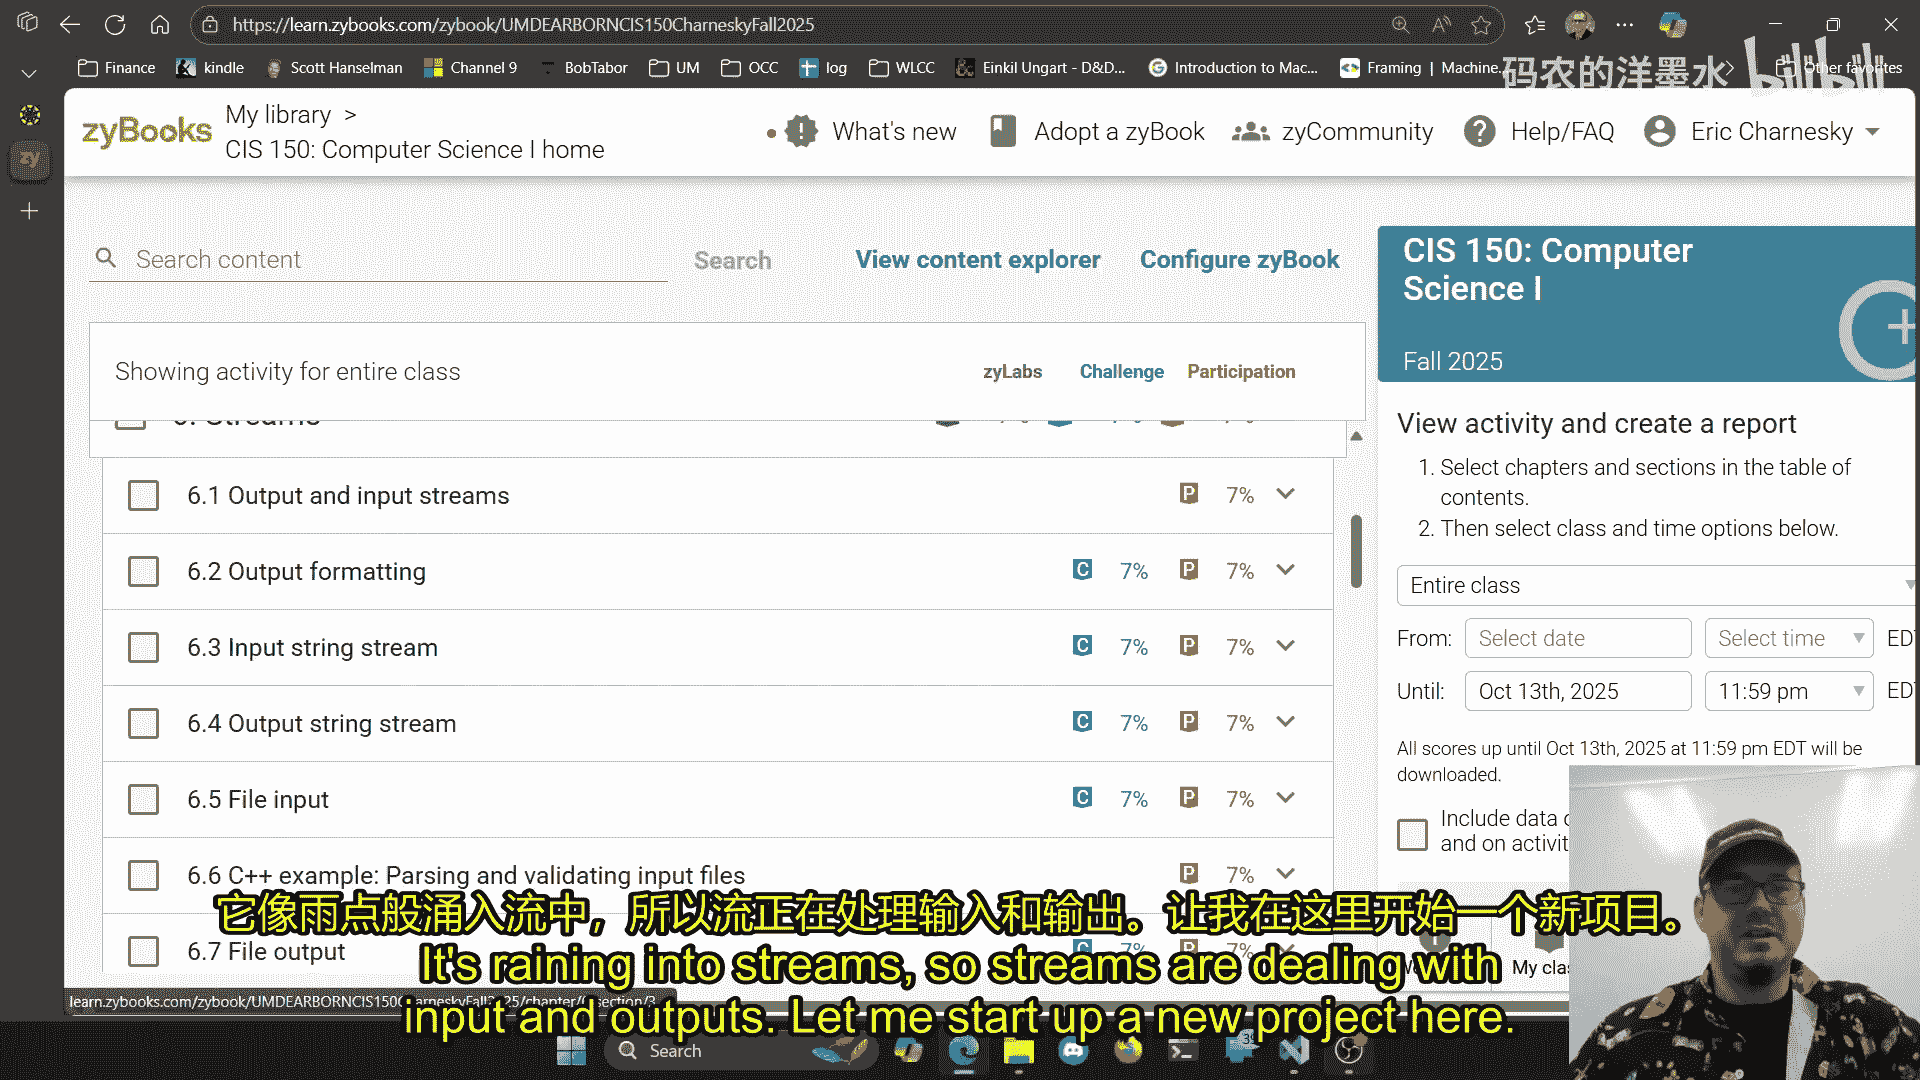 https://learn.zybooks.com/zybook/UMDEARBORNCIS150CharneskyFall2025
Finance
kindle
Scott Hanselman
Channel 9
BobTabor
UM
OCC
log
WLCC
Einkil Ungart - D&D...
Introduction to Mac...
Framing | Machine...
Other favorites
码农的洋墨水
bilibili
zyBooks
My library >
CIS 150: Computer Science I home
What's new
Adopt a zyBook
zyCommunity
Help/FAQ
Eric Charnesky
zy
Search content
Search
View content explorer
Configure zyBook
CIS 150: Computer
Science I
Fall 2025
Showing activity for entire class
zyLabs
Challenge
Participation
6.1 Output and input streams
P 7%
6.2 Output formatting
C 7% P 7%
6.3 Input string stream
C 7% P 7%
6.4 Output string stream
C 7% P 7%
6.5 File input
C 7% P 7%
6.6 C++ example: Parsing and validating input files
P 7%
6.7 File output
View activity and create a report
1. Select chapters and sections in the table of
contents.
2. Then select class and time options below.
Entire class
From: Select date Select time
Until: Oct 13th, 2025 11:59 pm
All scores up until Oct 13th, 2025 at 11:59 pm EDT will be
downloaded.
Include data
and on activit
My clas
它像雨点般涌入流中，所以流正在处理输入和输出。让我在这里开始一个新项目。
It's raining into streams, so streams are dealing with
input and outputs. Let me start up a new project here.
Search